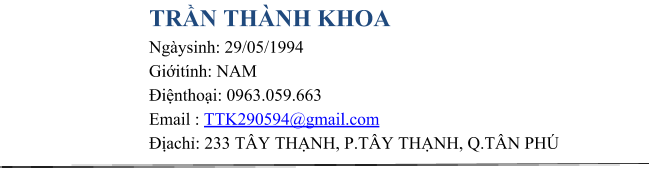 TRẦN THÀNH KHOA
Ngàysinh: 29/05/1994
Giớitính: NAM
Điệnthoại: 0963.059.663
Email : TTK290594@gmail.com
Địachỉ: 233 TÂY THẠNH, P.TÂY THẠNH, Q.TÂN PHÚ